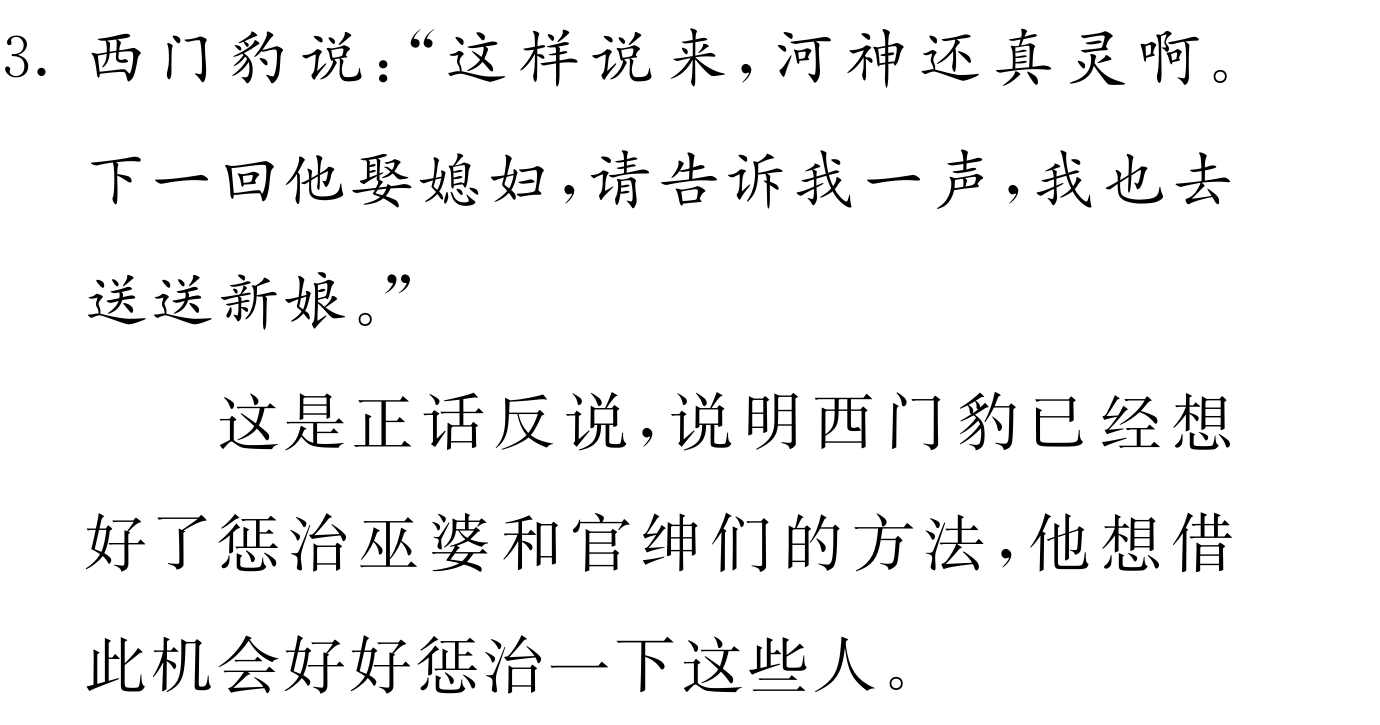 3. 西门豹说:“这样说来,河神还真灵啊。
下一回他娶媳妇,请告诉我一声,我也去
送送新娘。”
这是正话反说,说明西门豹已经想
好了惩治巫婆和官绅们的方法,他想借
此机会好好惩治一下这些人。